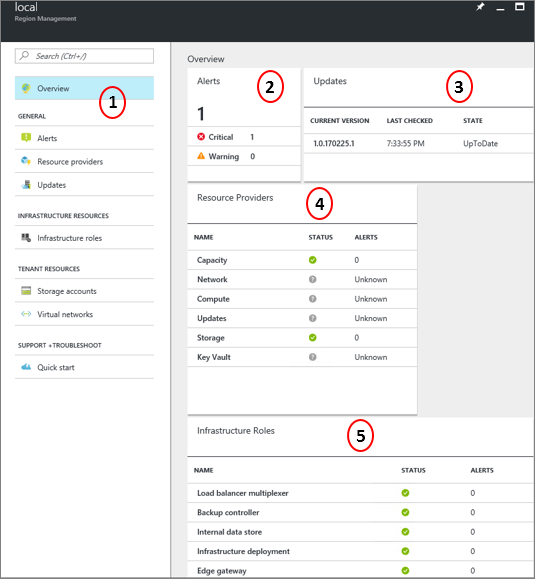 local
Region Management
Search (Ctrl+/)
Overview
1
GENERAL
Alerts
Resource providers
Updates
INFRASTRUCTURE RESOURCES
Infrastructure roles
TENANT RESOURCES
Storage accounts
Virtual networks
SUPPORT +TROUBLESHOOT
Quick start
Overview
Alerts
2
1
Critical 1
Warning 0
Updates
3
CURRENT VERSION LAST CHECKED STATE
1.0.170225.1 7:33:55 PM UpToDate
Resource Providers
4
NAME STATUS ALERTS
Capacity 0
Network Unknown
Compute Unknown
Updates Unknown
Storage 0
Key Vault Unknown
Infrastructure Roles
5
NAME STATUS ALERTS
Load balancer multiplexer 0
Backup controller 0
Internal data store 0
Infrastructure deployment 0
Edge gateway 0